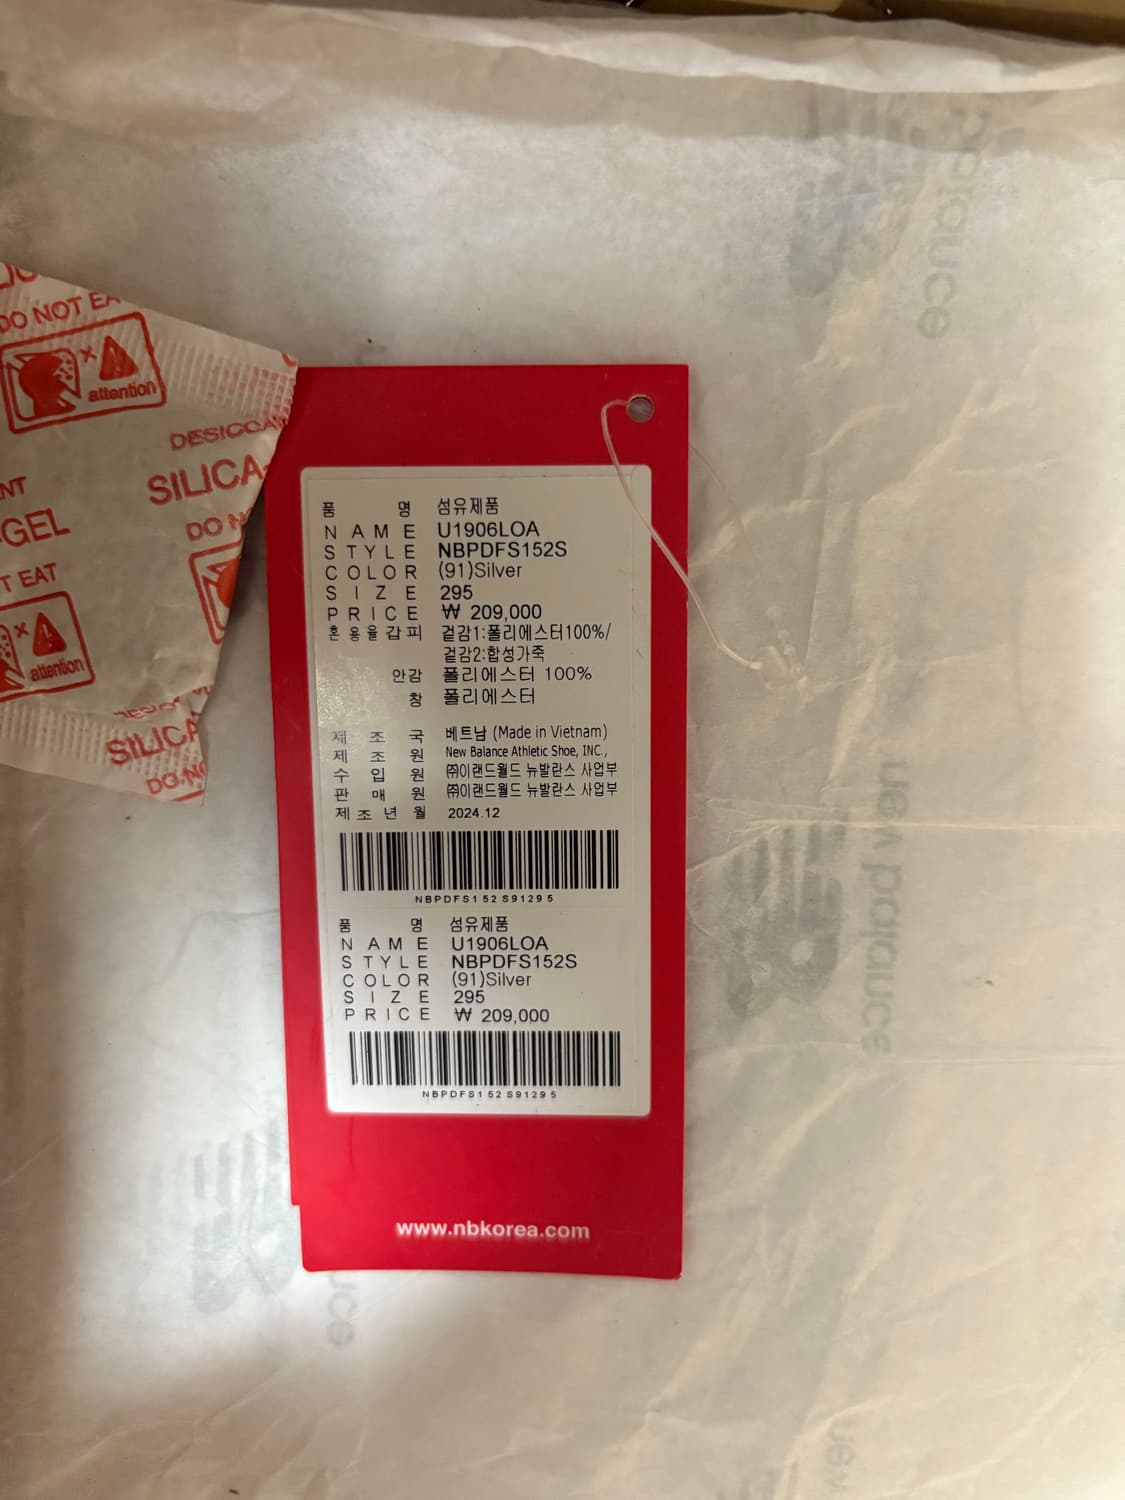 DO NOT EA
attention
DESICCA
SILICA
NT
-GEL
DO N
T EAT
attention
SILICA
DO NO
품 명 섬유제품
NAME U1906LOA
STYLE NBPDFS152S
COLOR (91)Silver
SIZE 295
PRICE ₩ 209,000
혼용율갑피 겉감1:폴리에스터100%/
겉감2:합성가죽
안감 폴리에스터 100%
창 폴리에스터
제조국 베트남 (Made in Vietnam)
제조원 New Balance Athletic Shoe, INC.,
수입원 ㈜이랜드월드 뉴발란스 사업부
판매원 ㈜이랜드월드 뉴발란스 사업부
제조년월 2024.12
NBPDFS152S91295
품 명 섬유제품
NAME U1906LOA
STYLE NBPDFS152S
COLOR (91)Silver
SIZE 295
PRICE ₩ 209,000
NBPDFS152S91295
www.nbkorea.com
balance
new balance
new